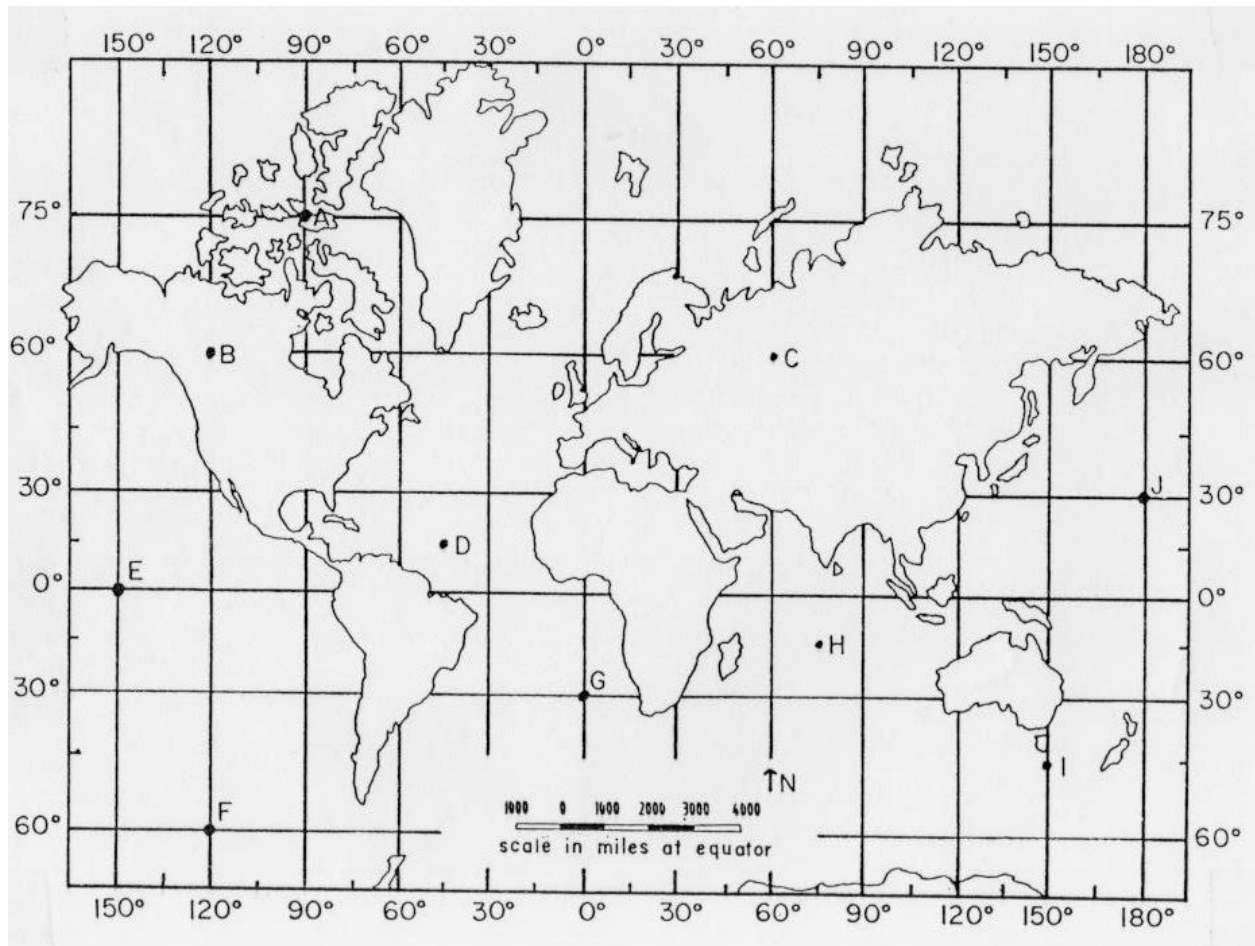 150° 120° 90° 60° 30° 0° 30° 60° 90° 120° 150° 180°
75° A 75°
60° B C 60°
30° J 30°
D
E
0° 0°
H
G
30° 30°
I
↑N
F
1000 0 1000 2000 3000 4000
60° 60°
scale in miles at equator
150° 120° 90° 60° 30° 0° 30° 60° 90° 120° 150° 180°